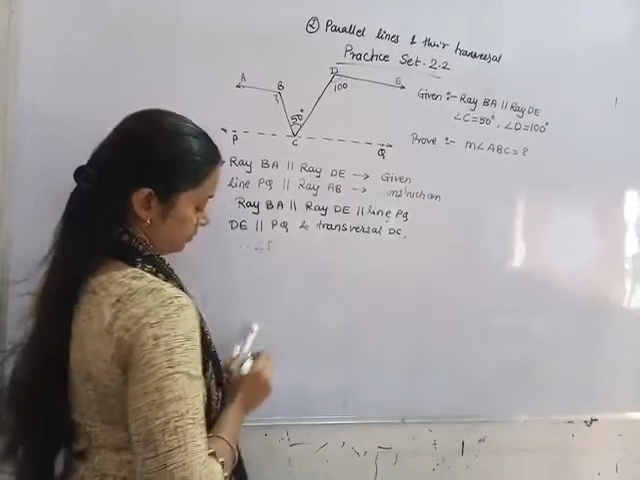 ② Parallel lines & their transversal
Practice Set-2.2
A
B
?
D
100
E
50°
P
C
Q
Given :- Ray BA || Ray DE
∠C=50°, ∠D=100°
Prove :- m∠ABC = ?
Ray BA || Ray DE → Given
line PQ || Ray AB →
Ray BA || Ray DE || line PQ
DE || PQ & transversal DC,